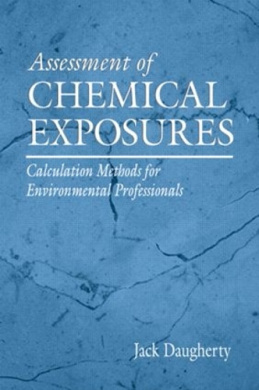 Assessment of
CHEMICAL
EXPOSURES
Calculation Methods for
Environmental Professionals
Jack Daugherty